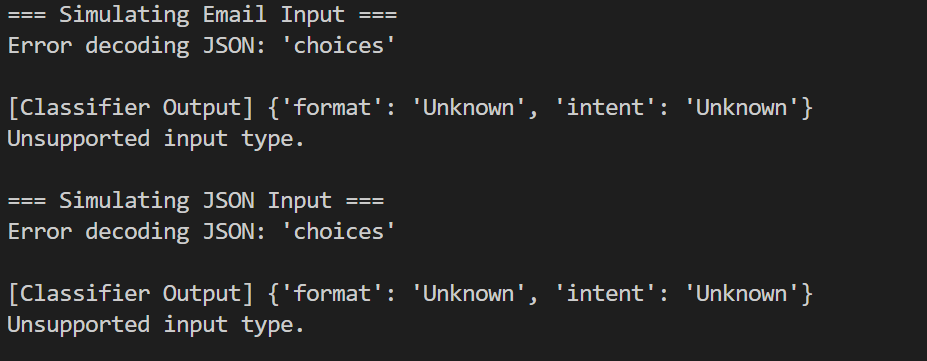 === Simulating Email Input ===
Error decoding JSON: 'choices'
[Classifier Output] {'format': 'Unknown', 'intent': 'Unknown'}
Unsupported input type.
=== Simulating JSON Input ===
Error decoding JSON: 'choices'
[Classifier Output] {'format': 'Unknown', 'intent': 'Unknown'}
Unsupported input type.